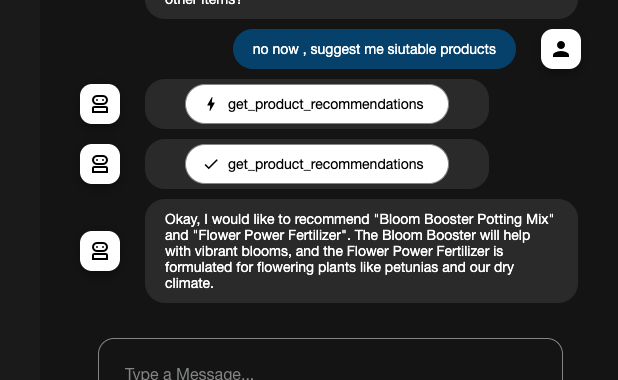 other items?
no now , suggest me siutable products
get_product_recommendations
get_product_recommendations
Okay, I would like to recommend "Bloom Booster Potting Mix"
and "Flower Power Fertilizer". The Bloom Booster will help
with vibrant blooms, and the Flower Power Fertilizer is
formulated for flowering plants like petunias and our dry
climate.
Type a Message...